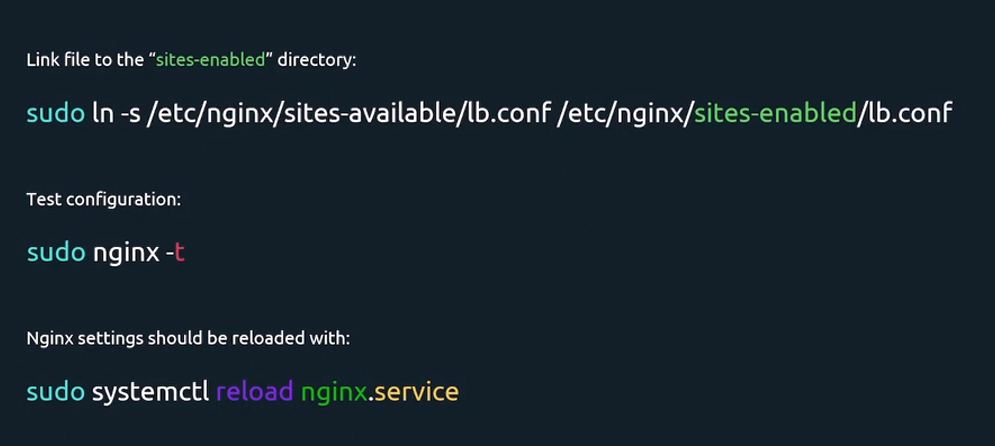 Link file to the “sites-enabled” directory:
sudo ln -s /etc/nginx/sites-available/lb.conf /etc/nginx/sites-enabled/lb.conf
Test configuration:
sudo nginx -t
Nginx settings should be reloaded with:
sudo systemctl reload nginx.service